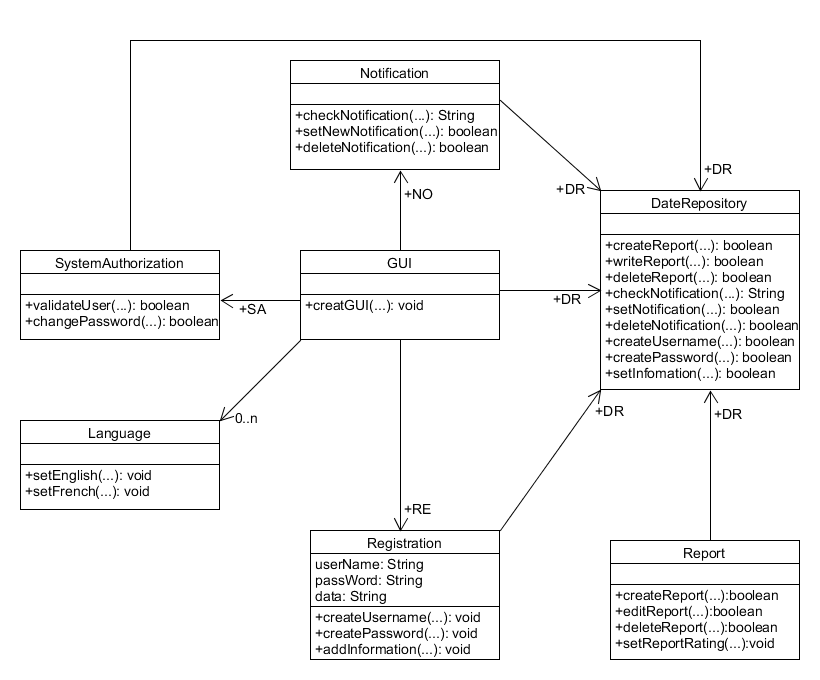 Notification
+checkNotification(...): String
+setNewNotification(...): boolean
+deleteNotification(...): boolean
+DR
+DR
+NO
DateRepository
+createReport(...): boolean
+writeReport(...): boolean
+deleteReport(...): boolean
+checkNotification(...): String
+setNotification(...): boolean
+deleteNotification(...): boolean
+createUsername(...): boolean
+createPassword(...): boolean
+setInfomation(...): boolean
SystemAuthorization
+validateUser(...): boolean
+changePassword(...): boolean
+SA
GUI
+creatGUI(...): void
+DR
0..n
+DR
+DR
Language
+setEnglish(...): void
+setFrench(...): void
+RE
Registration
userName: String
passWord: String
data: String
+createUsername(...): void
+createPassword(...): void
+addInformation(...): void
Report
+createReport(...):boolean
+editReport(...):boolean
+deleteReport(...):boolean
+setReportRating(...):void